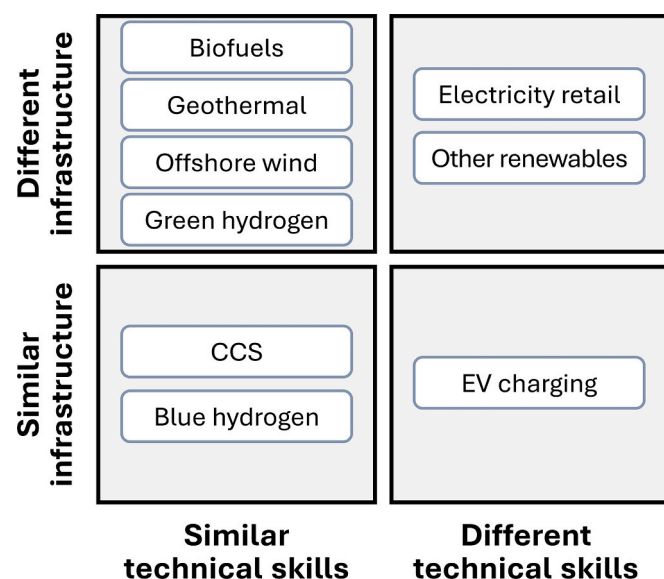 Different
infrastructure
Biofuels
Geothermal
Offshore wind
Green hydrogen
Electricity retail
Other renewables
Similar
infrastructure
CCS
Blue hydrogen
EV charging
Similar
technical skills
Different
technical skills